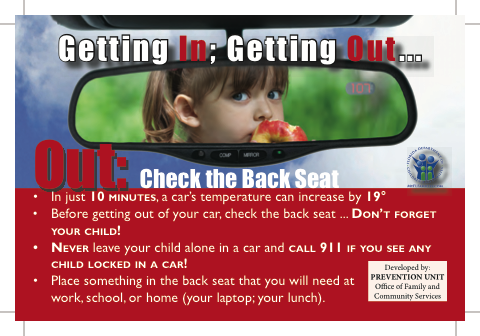 Getting In; Getting Out...
107
COMP MIRROR
Out: Check the Back Seat
• In just 10 MINUTES, a car's temperature can increase by 19°
• Before getting out of your car, check the back seat ... DON'T FORGET
YOUR CHILD!
• NEVER leave your child alone in a car and CALL 911 IF YOU SEE ANY
CHILD LOCKED IN A CAR!
• Place something in the back seat that you will need at
work, school, or home (your laptop; your lunch).
Developed by:
PREVENTION UNIT
Office of Family and
Community Services